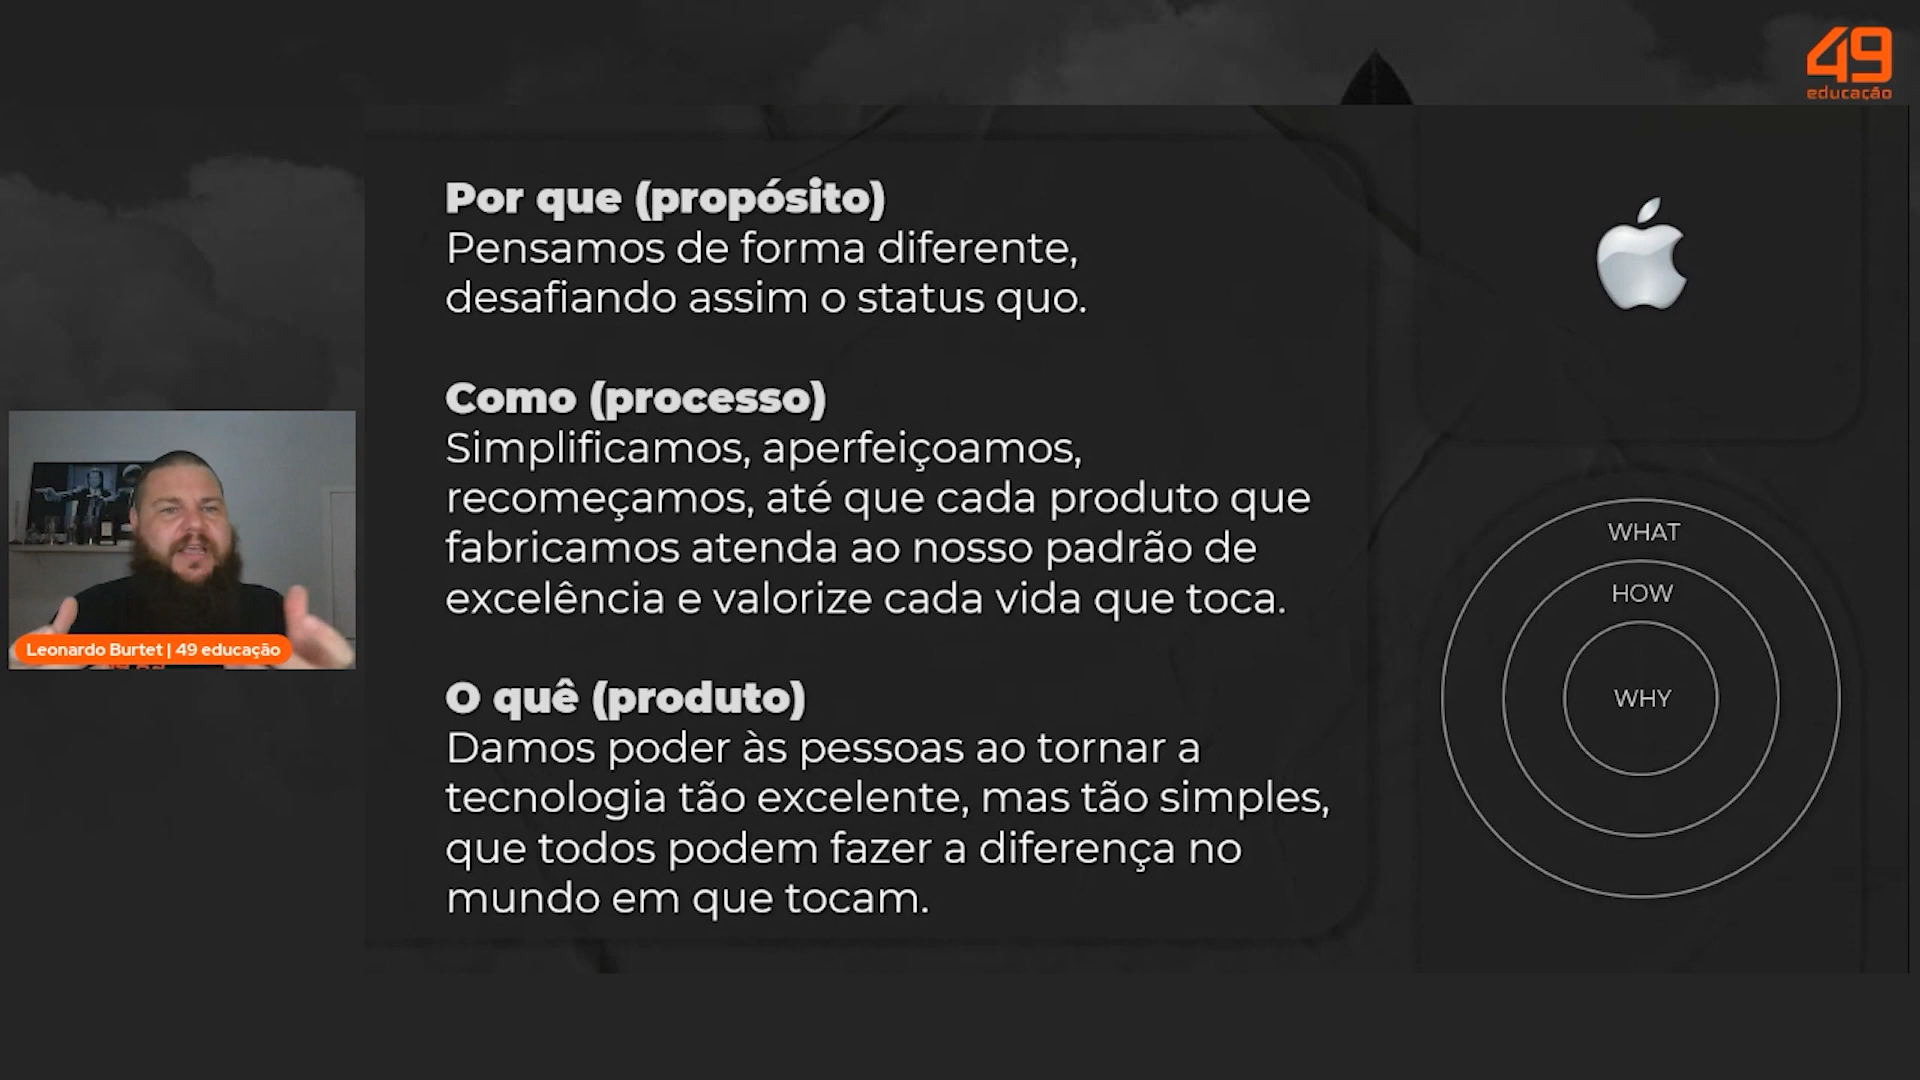 49
educação
Por que (propósito)
Pensamos de forma diferente,
desafiando assim o status quo.
Como (processo)
Simplificamos, aperfeiçoamos,
recomeçamos, até que cada produto que
fabricamos atenda ao nosso padrão de
excelência e valorize cada vida que toca.
O quê (produto)
Damos poder às pessoas ao tornar a
tecnologia tão excelente, mas tão simples,
que todos podem fazer a diferença no
mundo em que tocam.
WHAT
HOW
WHY
Leonardo Burtet | 49 educação